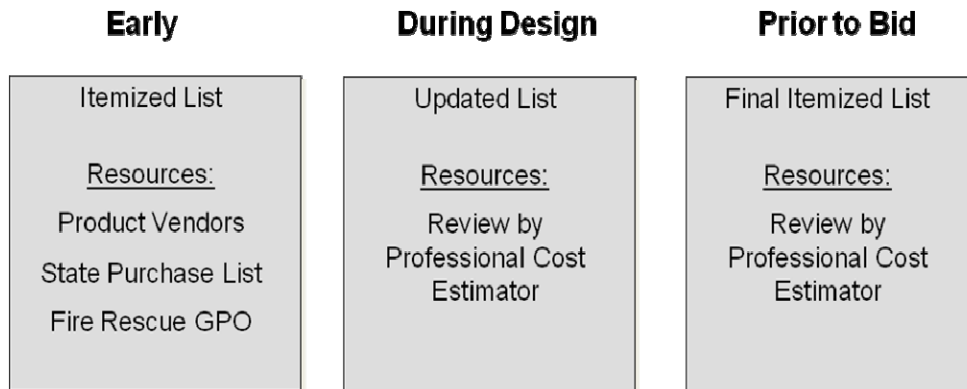 Early
Itemized List
Resources:
Product Vendors
State Purchase List
Fire Rescue GPO
During Design
Updated List
Resources:
Review by
Professional Cost
Estimator
Prior to Bid
Final Itemized List
Resources:
Review by
Professional Cost
Estimator